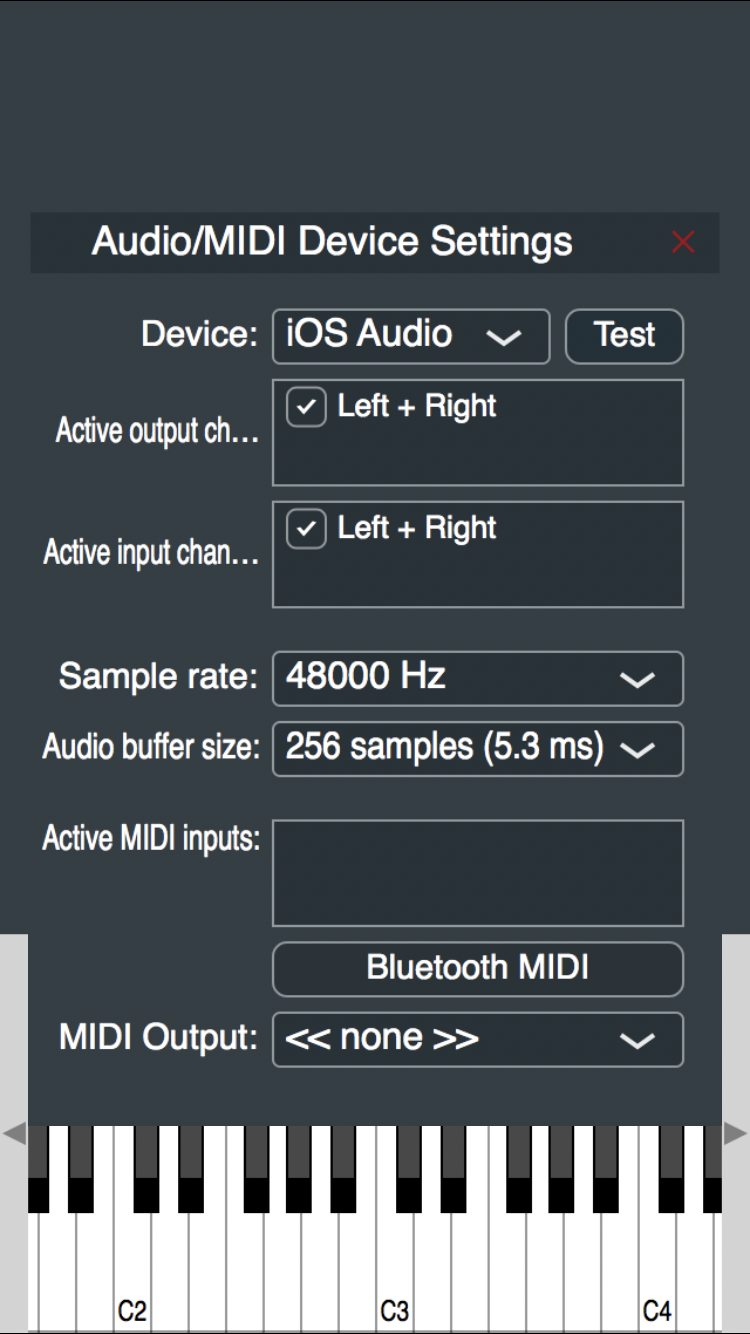 Audio/MIDI Device Settings
Device: iOS Audio Test
Active output ch... Left + Right
Active input chan... Left + Right
Sample rate: 48000 Hz
Audio buffer size: 256 samples (5.3 ms)
Active MIDI inputs:
Bluetooth MIDI
MIDI Output: << none >>
C2 C3 C4